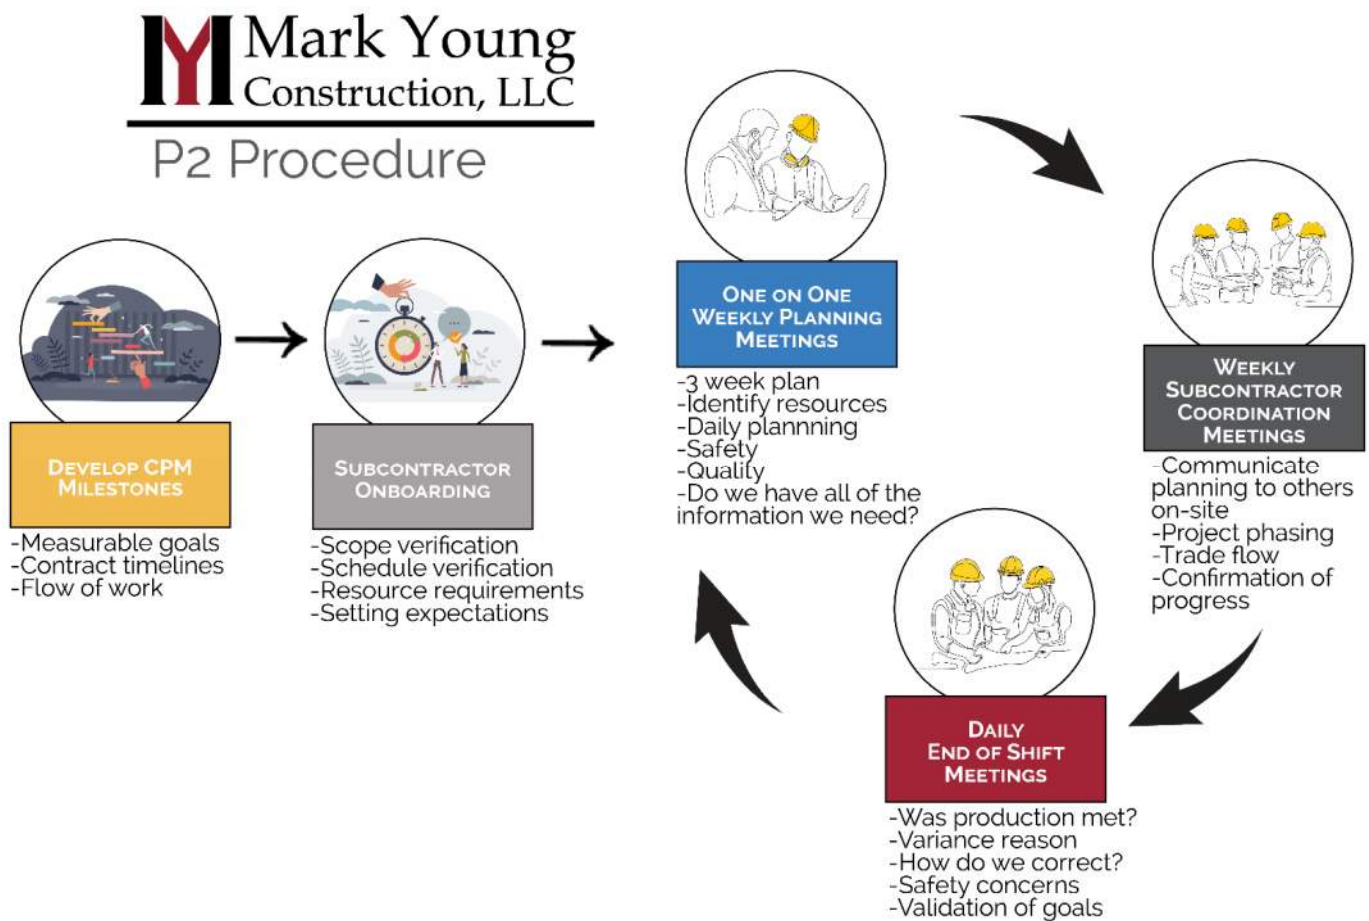 Mark Young
Construction, LLC
P2 Procedure
DEVELOP CPM
MILESTONES
-Measurable goals
-Contract timelines
-Flow of work
SUBCONTRACTOR
ONBOARDING
-Scope verification
-Schedule verification
-Resource requirements
-Setting expectations
ONE ON ONE
WEEKLY PLANNING
MEETINGS
-3 week plan
-Identify resources
-Daily plannning
-Safety
-Quality
-Do we have all of the
information we need?
WEEKLY
SUBCONTRACTOR
COORDINATION
MEETINGS
-Communicate
planning to others
on-site
-Project phasing
-Trade flow
-Confirmation of
progress
DAILY
END OF SHIFT
MEETINGS
-Was production met?
-Variance reason
-How do we correct?
-Safety concerns
-Validation of goals